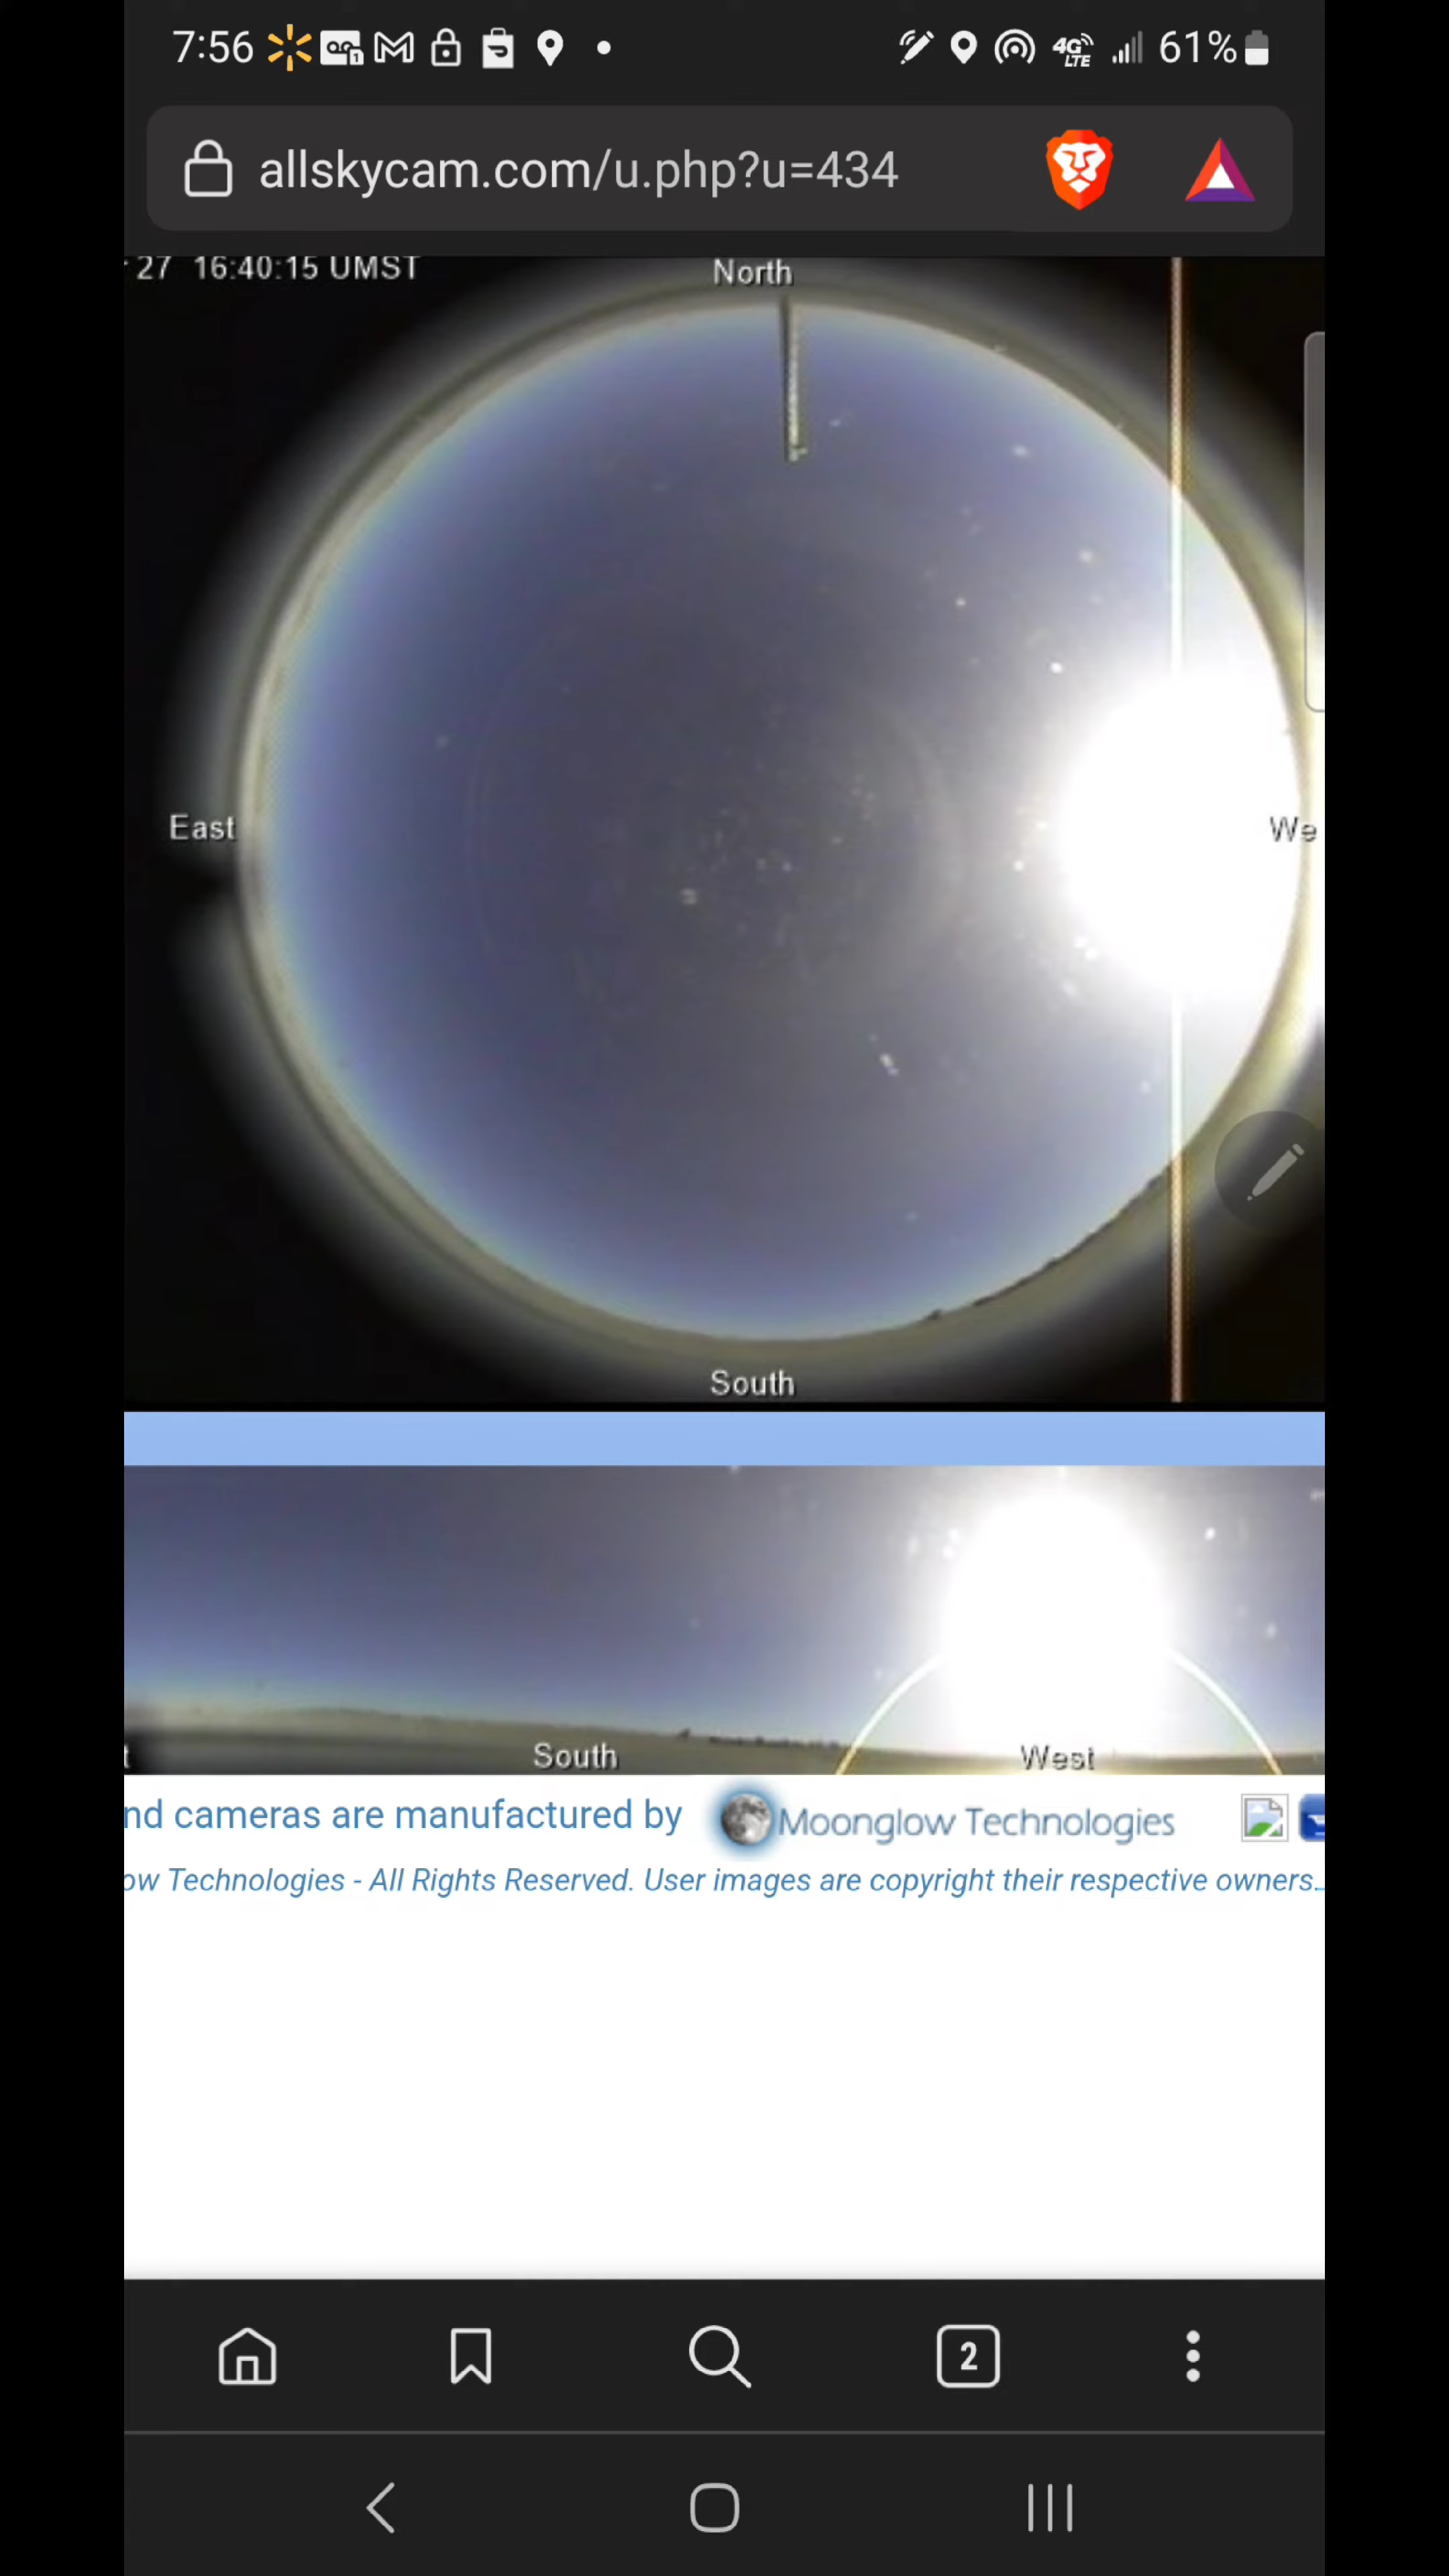 7:56 4G LTE 61%
allskycam.com/u.php?u=434
27 16:40:15 UMST
North
East
We
South
South West
nd cameras are manufactured by Moonglow Technologies
ow Technologies - All Rights Reserved. User images are copyright their respective owners.
2